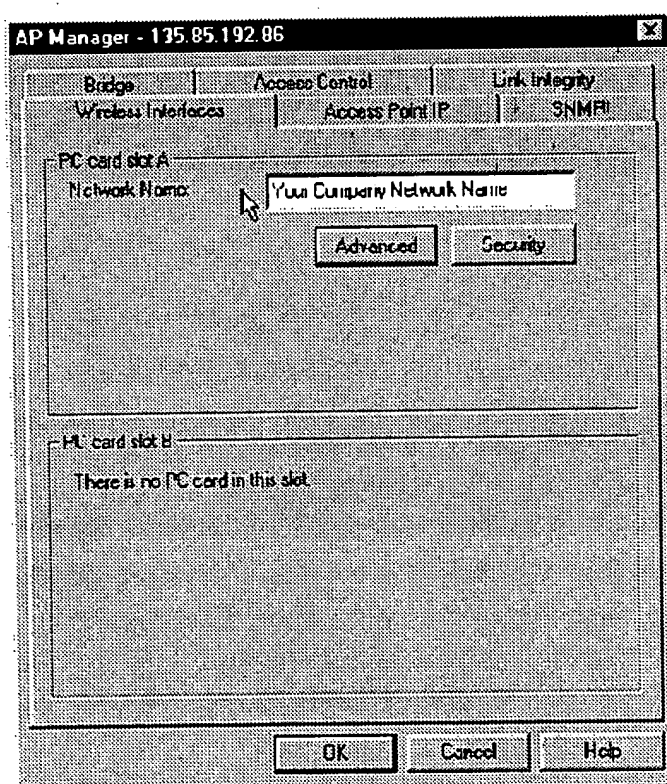 AP Manager - 135.85.192.86
Bridge Access Control Link Integrity
Wireless Interfaces Access Point IP SNMP
PC card slot A
Network Name: Your Company Network Name
Advanced Security
PC card slot B
There is no PC card in this slot.
OK Cancel Help